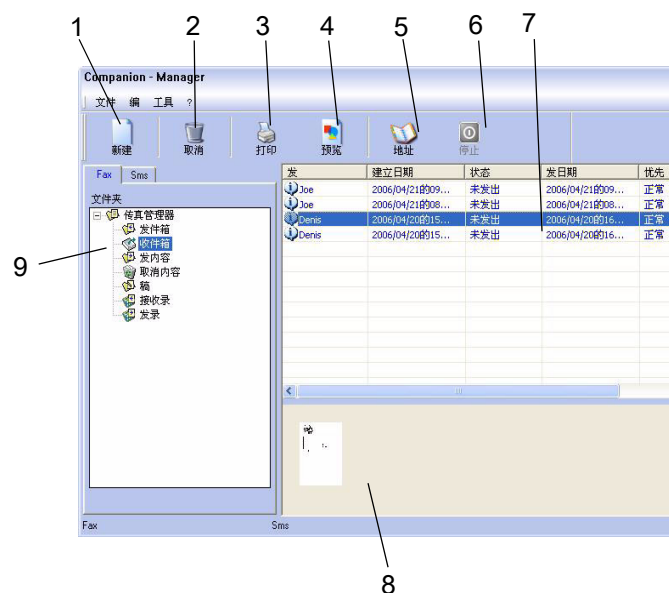 1 2 3 4 5 6 7
Companion - Manager
文件 编 工具 ?
新建 取消 打印 预览 地址 停止
Fax Sms
文件夹
传真管理器
发件箱
收件箱
发内容
取消内容
稿
接收录
发录
发 建立日期 状态 发日期 优先
Joe 2006/04/21的09... 未发出 2006/04/21的09... 正常
Joe 2006/04/21的08... 未发出 2006/04/21的08... 正常
Denis 2006/04/20的15... 未发出 2006/04/20的16... 正常
Denis 2006/04/20的15... 未发出 2006/04/20的16... 正常
9
Fax Sms
8